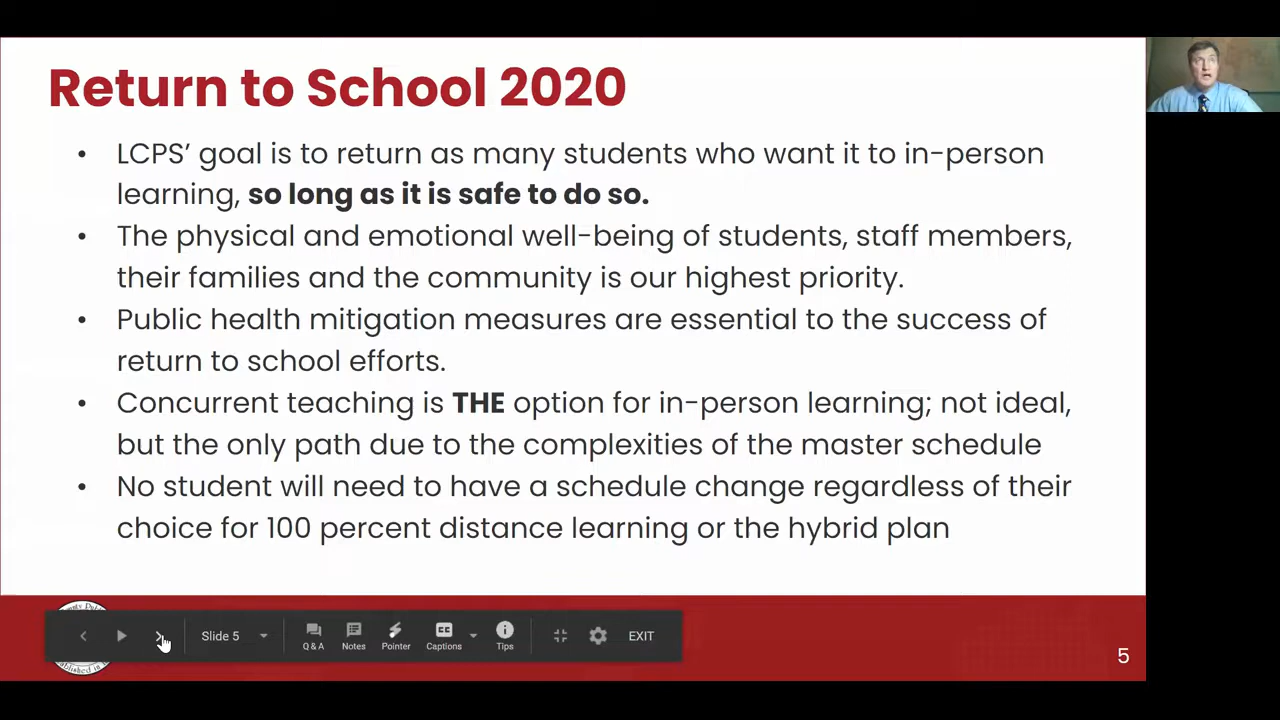 Return to School 2020
• LCPS’ goal is to return as many students who want it to in-person
learning, so long as it is safe to do so.
• The physical and emotional well-being of students, staff members,
their families and the community is our highest priority.
• Public health mitigation measures are essential to the success of
return to school efforts.
• Concurrent teaching is THE option for in-person learning; not ideal,
but the only path due to the complexities of the master schedule
• No student will need to have a schedule change regardless of their
choice for 100 percent distance learning or the hybrid plan
Slide 5
Q & A
Notes
Pointer
CC
Captions
Tips
EXIT
5